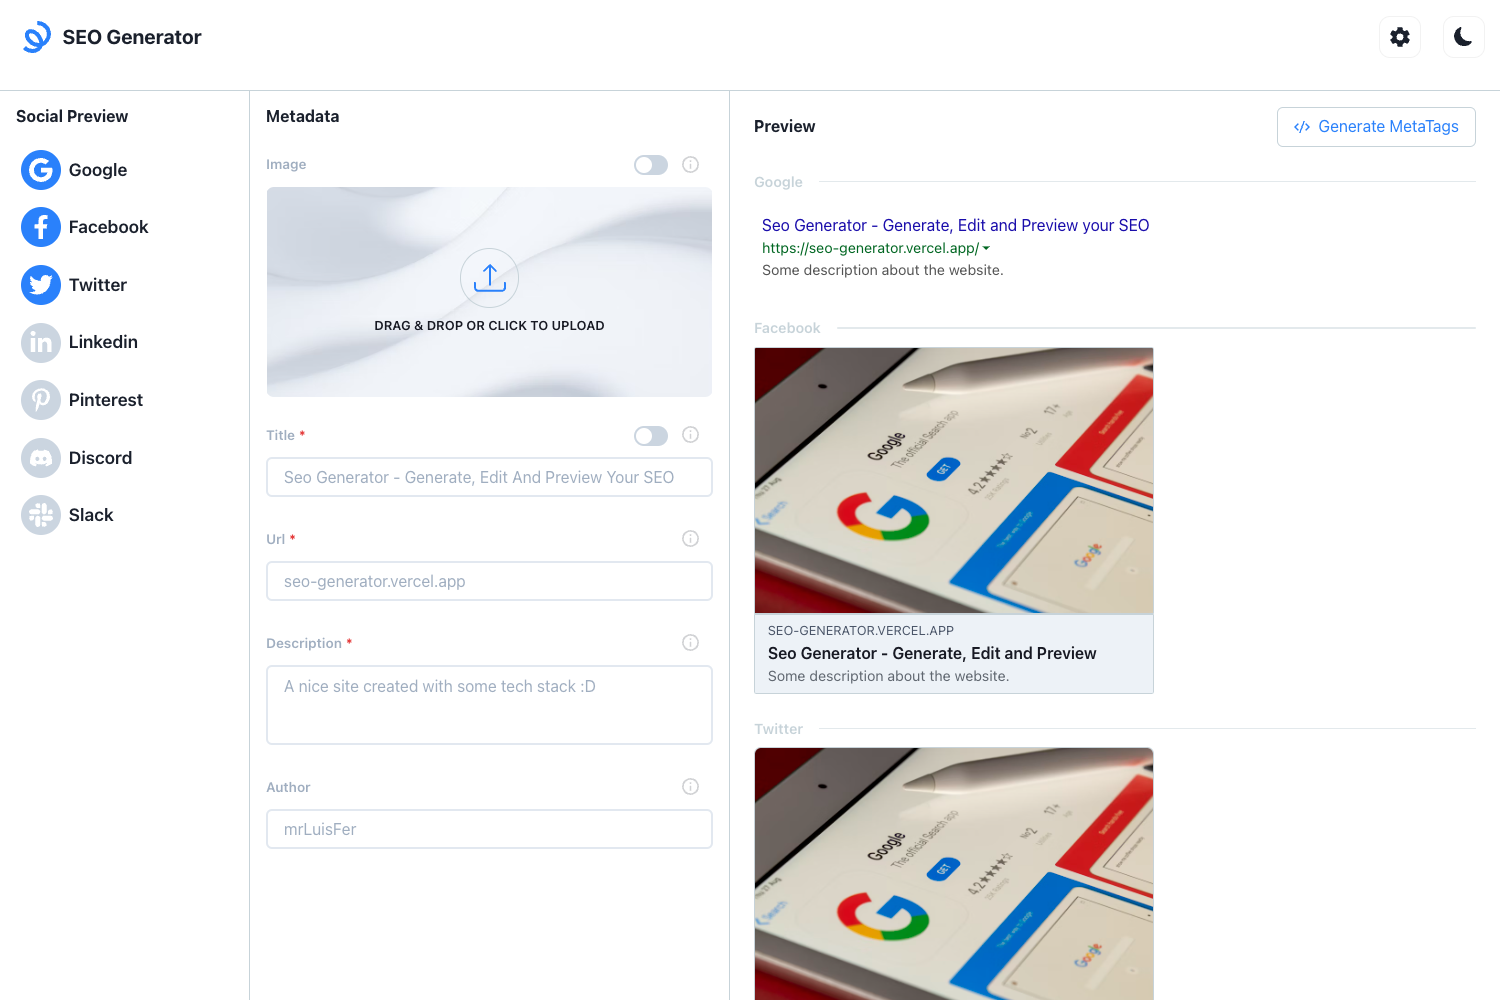 SEO Generator
Social Preview
Google
Facebook
Twitter
Linkedin
Pinterest
Discord
Slack
Metadata
Image
DRAG & DROP OR CLICK TO UPLOAD
Title *
Seo Generator - Generate, Edit And Preview Your SEO
Url *
seo-generator.vercel.app
Description *
A nice site created with some tech stack :D
Author
mrLuisFer
Preview
</> Generate MetaTags
Google
Seo Generator - Generate, Edit and Preview your SEO
https://seo-generator.vercel.app/
Some description about the website.
Facebook
Google
The official Search app
GET
4.2★★★★☆
No2
17+
Search
Google
SEO-GENERATOR.VERCEL.APP
Seo Generator - Generate, Edit and Preview
Some description about the website.
Twitter
Google
The official Search app
GET
4.2★★★★☆
No2
17+
Search
Google